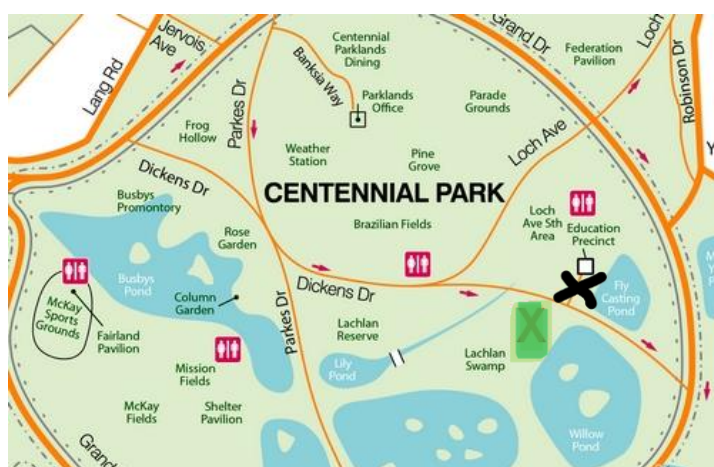 Jervois
Ave
Lang Rd
Parkes Dr
Banksia Way
Centennial
Parklands
Dining
Grand Dr
Federation
Pavilion
Loch
Robinson Dr
Parklands
Office
Parade
Grounds
Frog
Hollow
Weather
Station
Pine
Grove
Loch Ave
Dickens Dr
CENTENNIAL PARK
Busbys
Promontory
Rose
Garden
Brazilian Fields
Loch
Ave Sth
Area
Education
Precinct
Busbys
Pond
Column
Garden
Dickens Dr
Fly
Casting
Pond
McKay
Sports
Grounds
Fairland
Pavilion
Parkes Dr
Lachlan
Reserve
X
X
Lachlan
Swamp
Lily
Pond
Mission
Fields
McKay
Fields
Shelter
Pavilion
Willow
Pond
Grand